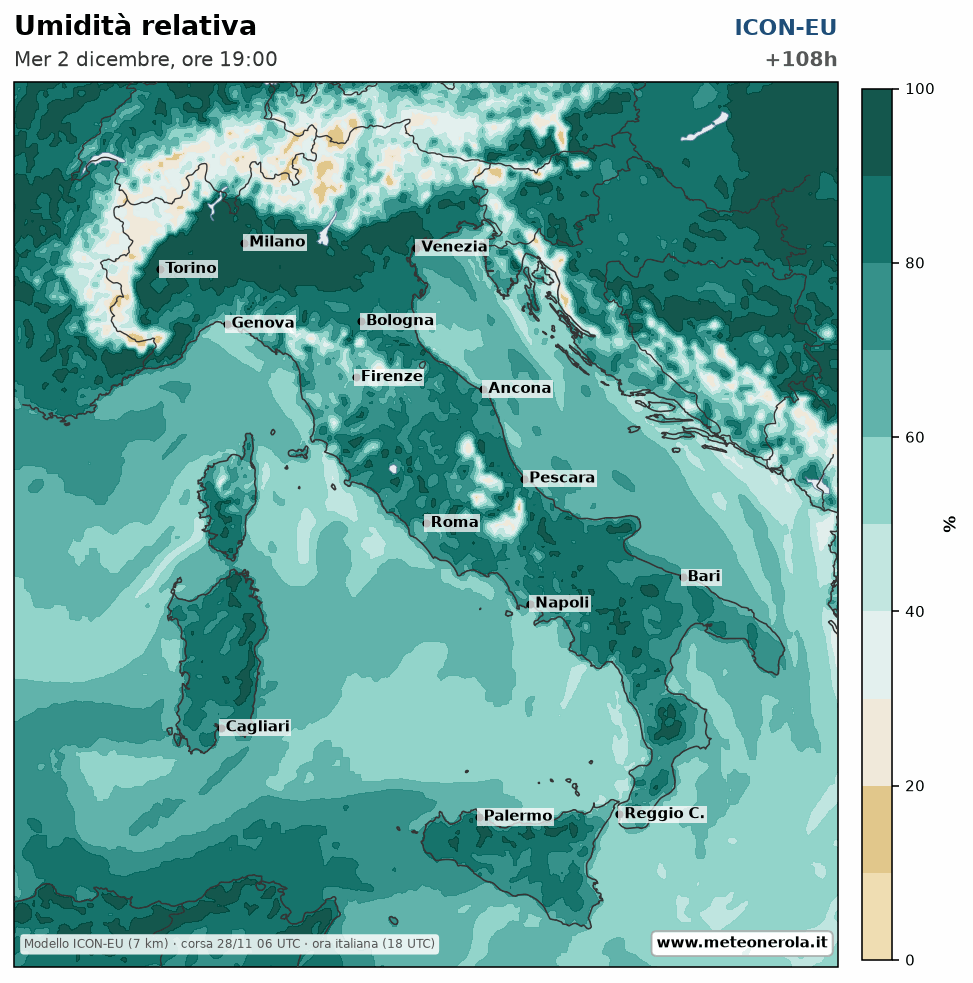 Umidità relativa
ICON-EU
Mer 2 dicembre, ore 19:00
+108h
100
80
60
40
20
0
%
Milano
Venezia
Torino
Genova
Bologna
Firenze
Ancona
Pescara
Roma
Bari
Napoli
Cagliari
Palermo
Reggio C.
Modello ICON-EU (7 km) · corsa 28/11 06 UTC · ora italiana (18 UTC)
www.meteonerola.it